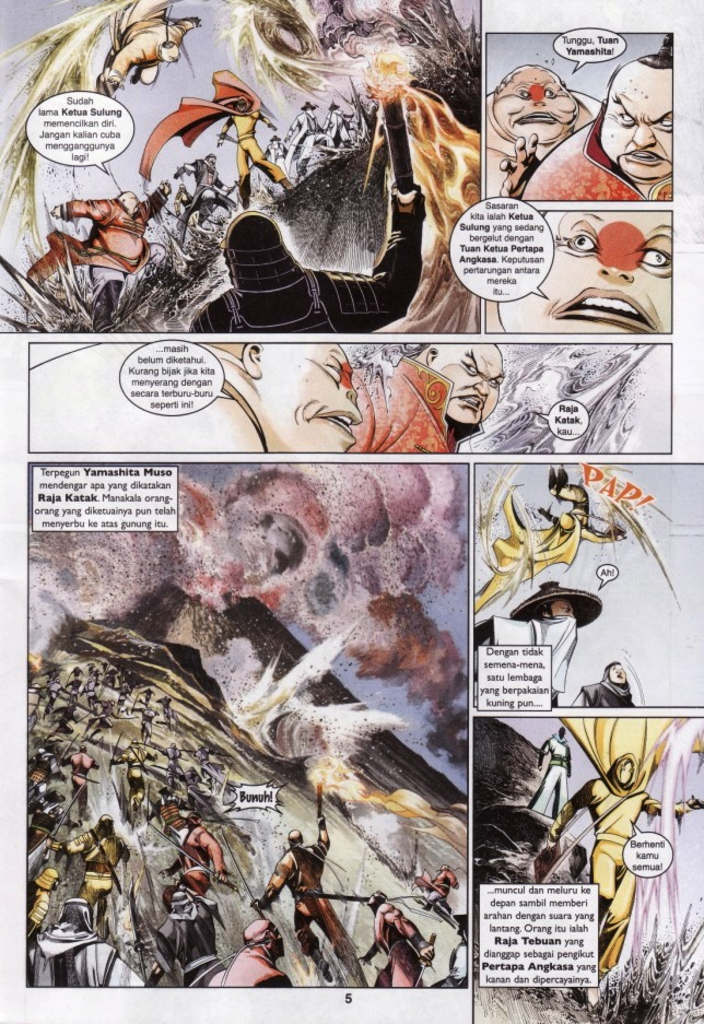 Sudah
lama Ketua Sulung
memencilkan diri.
Jangan kalian cuba
mengganggunya
lagi!
Tunggu, Tuan
Yamashita!
Sasaran
kita ialah Ketua
Sulung yang sedang
bergelut dengan
Tuan Ketua Pertapa
Angkasa. Keputusan
pertarungan antara
mereka
itu...
...masih
belum diketahui.
Kurang bijak jika kita
menyerang dengan
secara terburu-buru
seperti ini!
Raja
Katak,
kau...
Terpegun Yamashita Muso
mendengar apa yang dikatakan
Raja Katak. Manakala orang-
orang yang diketuainya pun telah
menyerbu ke atas gunung itu.
Bunuh!
PAP!
Ah!
Dengan tidak
semena-mena,
satu lembaga
yang berpakaian
kuning pun....
Berhenti
kamu
semua!
...muncul dan meluru ke
depan sambil memberi
arahan dengan suara yang
lantang. Orang itu ialah
Raja Tebuan yang
dianggap sebagai pengikut
Pertapa Angkasa yang
kanan dan dipercayainya.
5